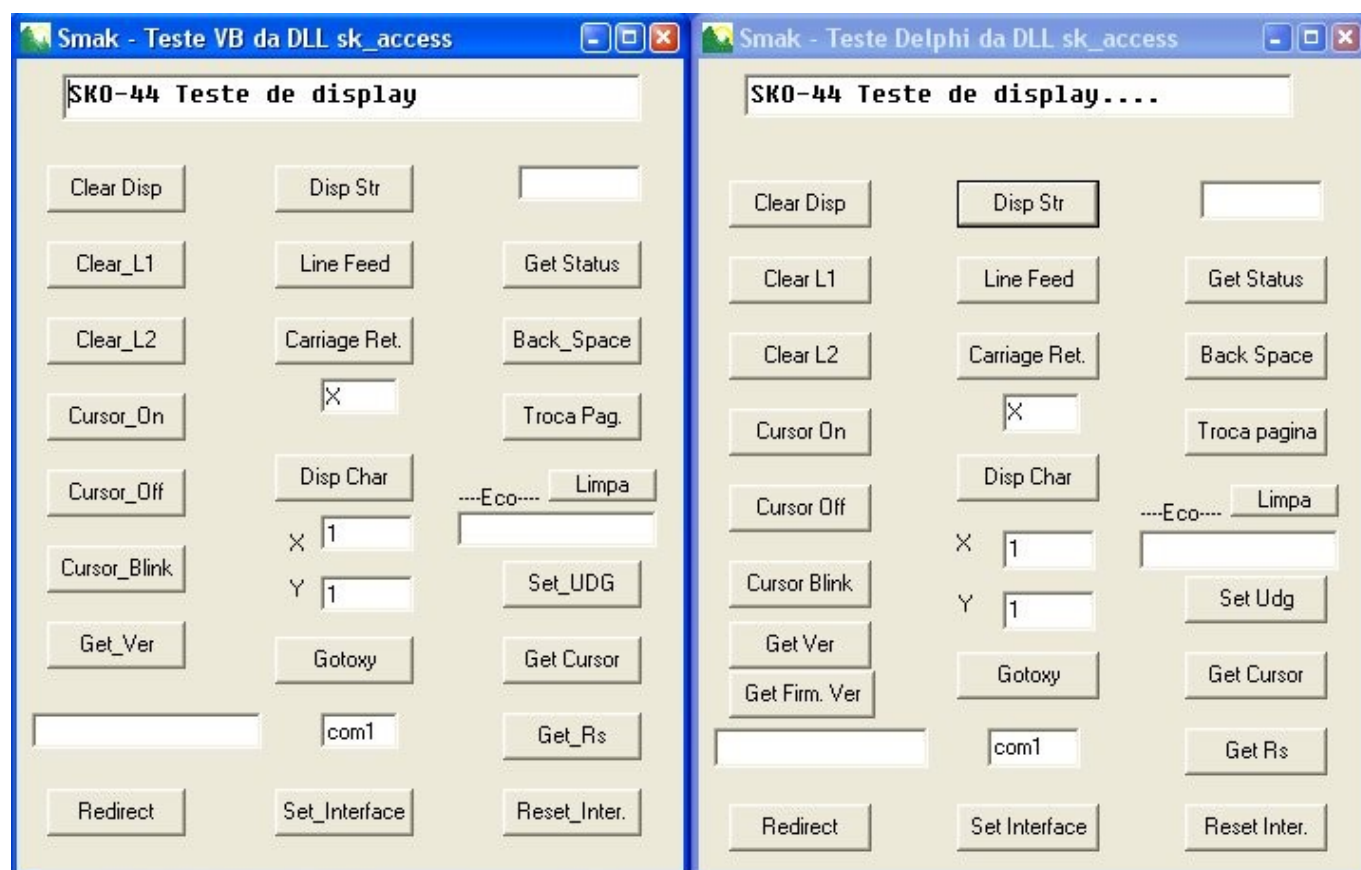 Smak - Teste VB da DLL sk_access
SKO-44 Teste de display
Clear Disp Disp Str
Clear_L1 Line Feed Get Status
Clear_L2 Carriage Ret. Back_Space
X
Cursor_On Troca Pag.
Cursor_Off Disp Char ----Eco---- Limpa
X 1
Cursor_Blink Y 1 Set_UDG
Get_Ver Gotoxy Get Cursor
com1 Get_Rs
Redirect Set_Interface Reset_Inter.
Smak - Teste Delphi da DLL sk_access
SKO-44 Teste de display....
Clear Disp Disp Str
Clear L1 Line Feed Get Status
Clear L2 Carriage Ret. Back Space
X
Cursor On Troca pagina
Disp Char
Cursor Off ----Eco---- Limpa
X 1
Cursor Blink Y 1 Set Udg
Get Ver
Gotoxy Get Cursor
Get Firm. Ver
com1 Get Rs
Redirect Set Interface Reset Inter.